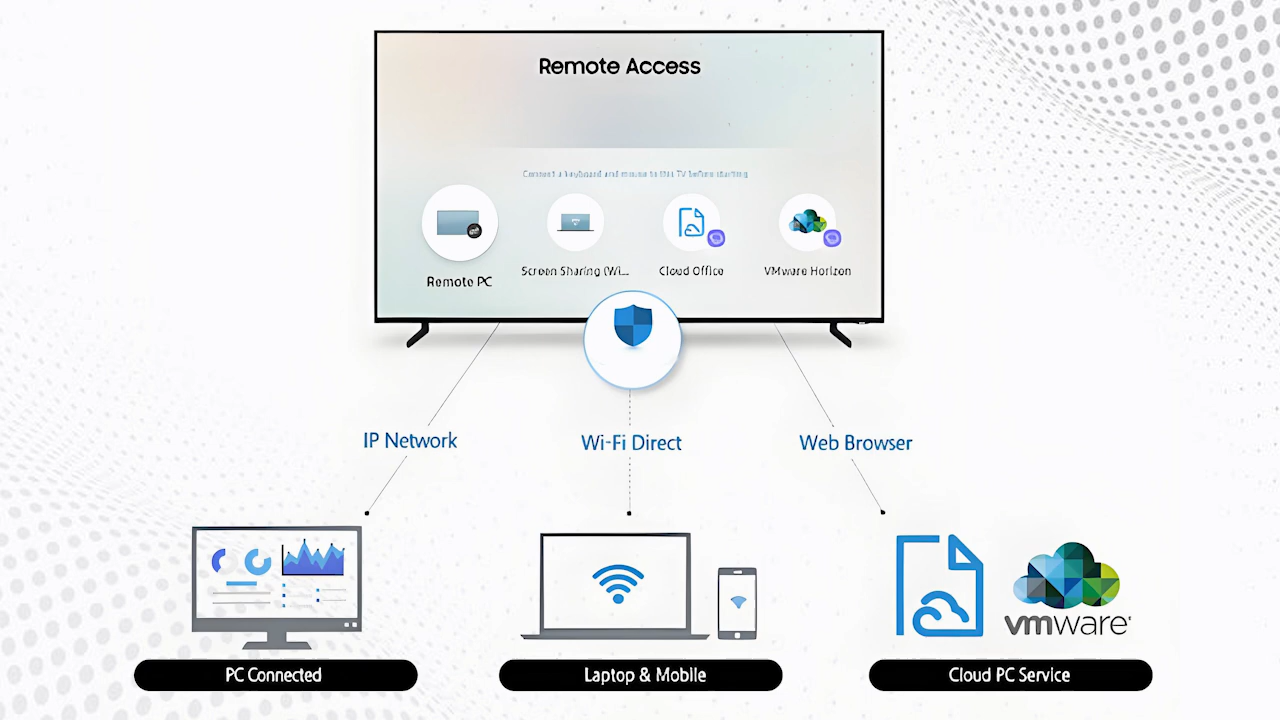 Remote Access
Connect a keyboard and mouse to this TV before starting
Remote PC
Screen Sharing (Wi...
Cloud Office
VMware Horizon
IP Network
Wi-Fi Direct
Web Browser
vmware
PC Connected
Laptop & Mobile
Cloud PC Service